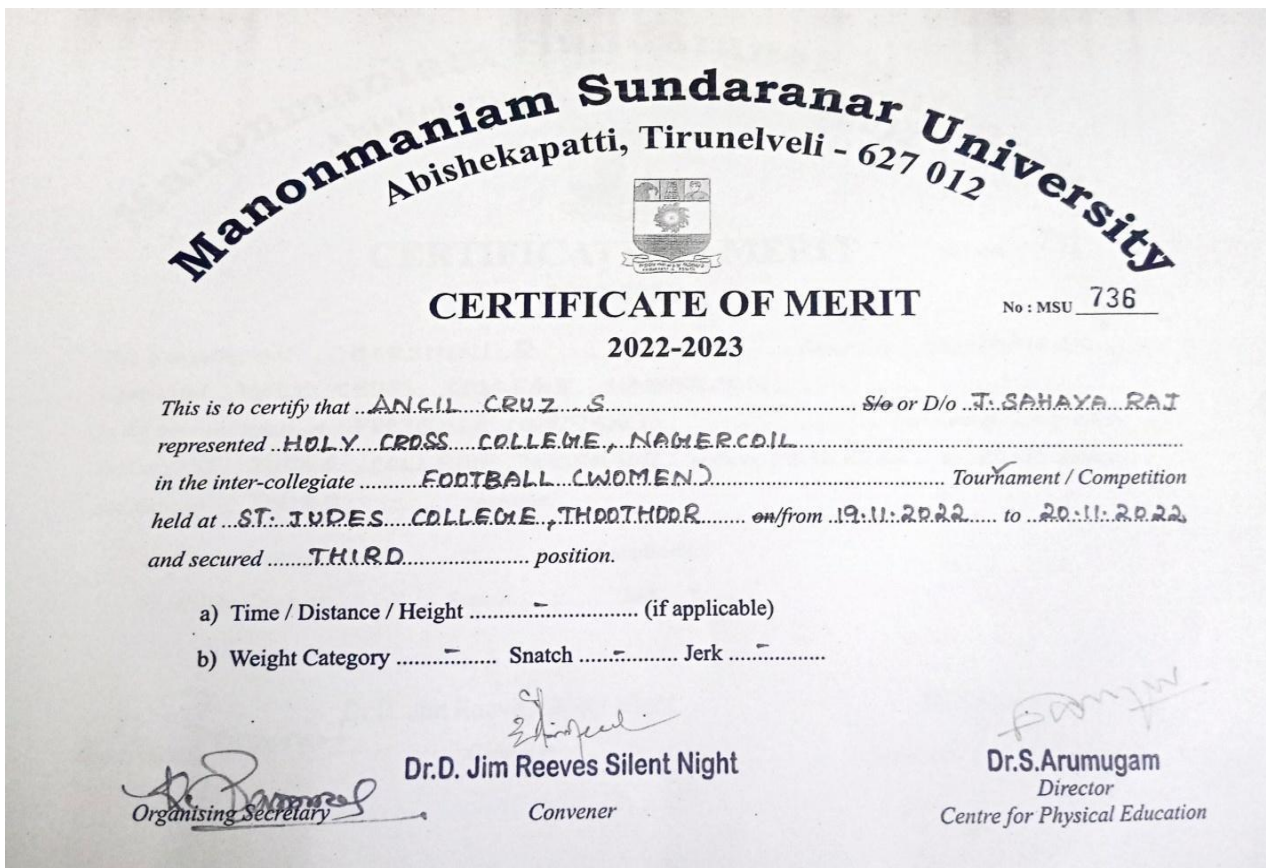 Manonmaniam Sundaranar University
Abishekapatti, Tirunelveli - 627 012
CERTIFICATE OF MERIT
No : MSU 736
2022-2023
This is to certify that ..ANCIL CRUZ S.......... S/o or D/o ..J. SAHAYA RAJ
represented ..HOLY CROSS COLLEGE, NAGERCOIL..........
in the inter-collegiate ..........FOOTBALL (WOMEN).......... Tournament / Competition
held at ..ST. JUDES COLLEGE, THOOTHOOR........ on/from ..19.11.2022..... to ..20.11.2022
and secured ........THIRD.......... position.
a) Time / Distance / Height ..........-.......... (if applicable)
b) Weight Category ........-........ Snatch .......-......... Jerk ......-..........
Dr.D. Jim Reeves Silent Night
Dr.S.Arumugam
Organising Secretary
Convener
Director
Centre for Physical Education